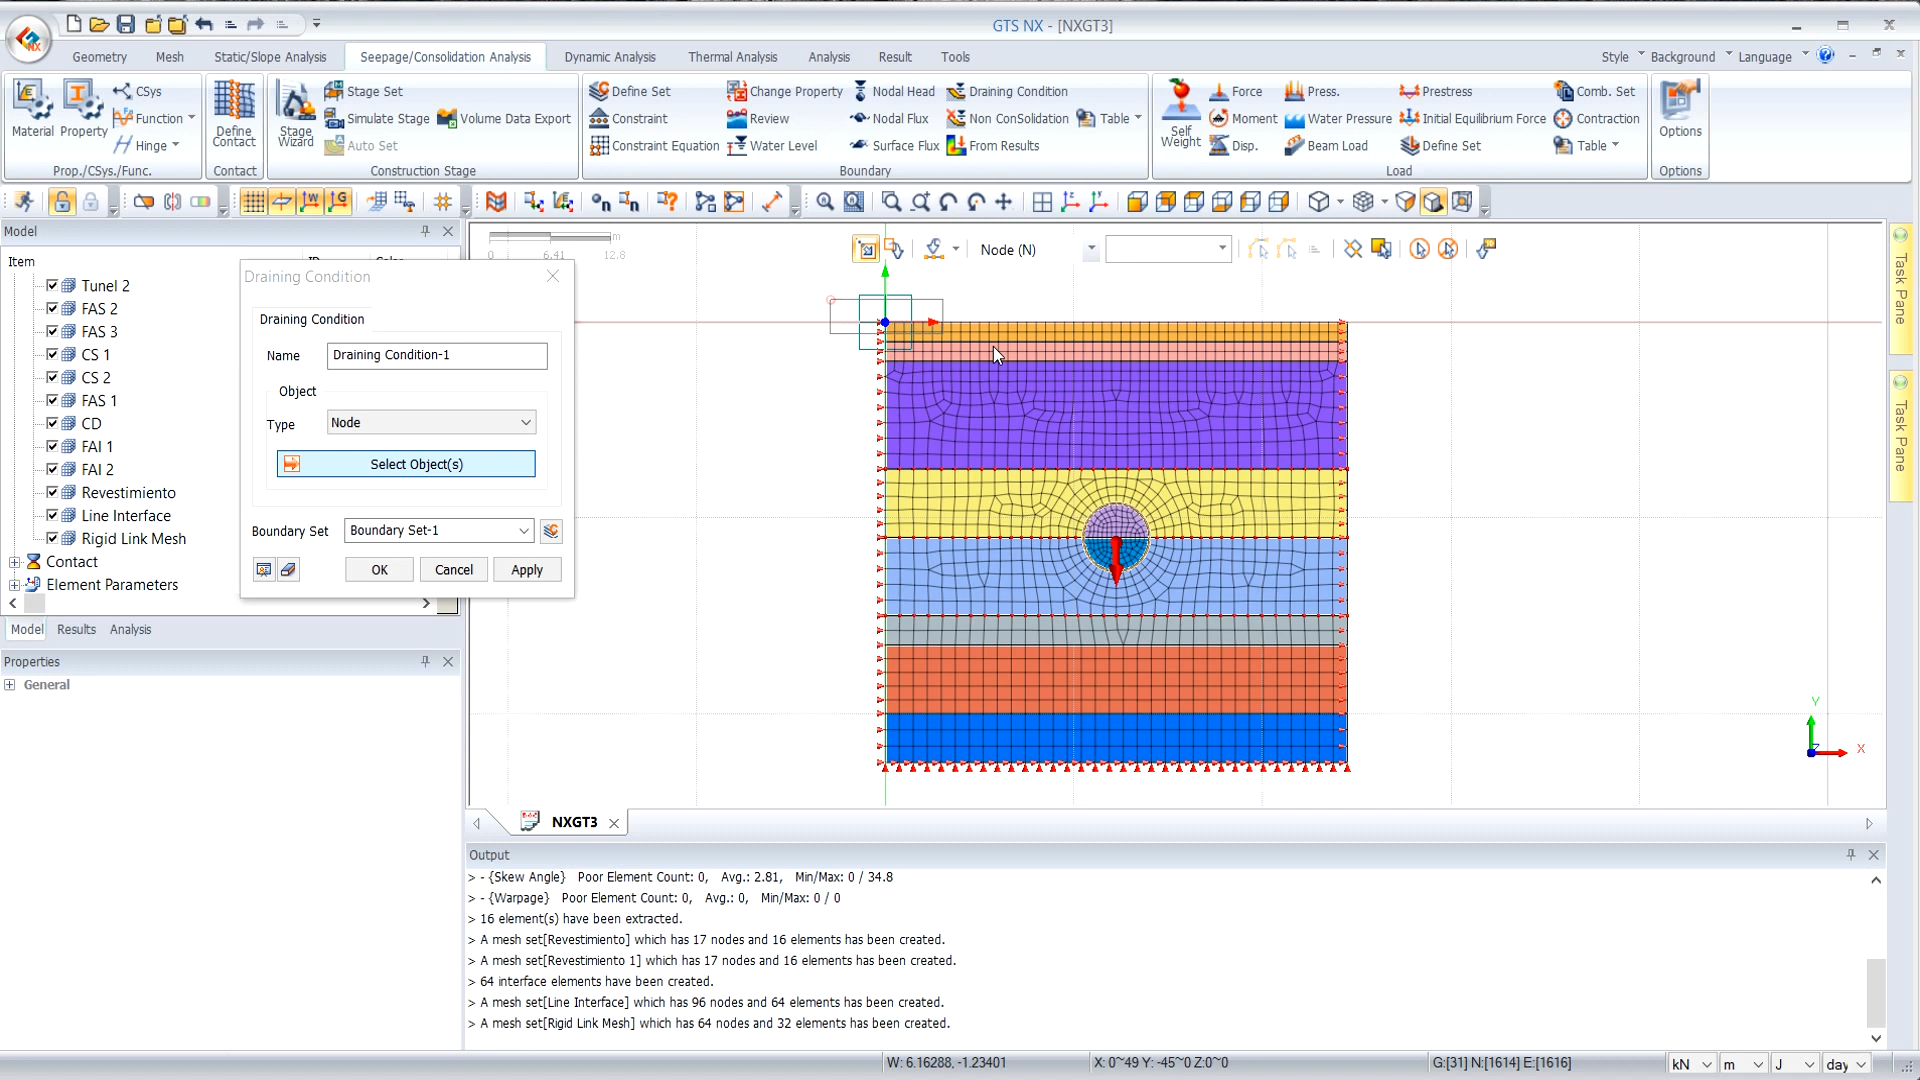 GTS NX - [NXGT3]
Geometry Mesh Static/Slope Analysis Seepage/Consolidation Analysis Dynamic Analysis Thermal Analysis Analysis Result Tools Style Background Language
CSys Stage Set Define Set Change Property Nodal Head Draining Condition Force Press. Prestress Comb. Set
Function Simulate Stage Volume Data Export Constraint Review Nodal Flux Non Consolidation Table Moment Water Pressure Initial Equilibrium Force Contraction
Material Property Define Contact Stage Wizard Self Weight Options
Hinge Auto Set Constraint Equation Water Level Surface Flux From Results Disp. Beam Load Define Set Table
Prop./CSys./Func. Contact Construction Stage Boundary Load Options
Model
Item
Tunel 2
FAS 2
FAS 3
CS 1
CS 2
FAS 1
CD
FAI 1
FAI 2
Revestimiento
Line Interface
Rigid Link Mesh
Contact
Element Parameters
Model Results Analysis
Properties
General
Draining Condition
Draining Condition
Name Draining Condition-1
Object
Type Node
Select Object(s)
Boundary Set Boundary Set-1
OK Cancel Apply
m
0 6.41 12.8
Node (N)
Task Pane
Task Pane
Y
X
NXGT3
Output
> - {Skew Angle} Poor Element Count: 0, Avg.: 2.81, Min/Max: 0 / 34.8
> - {Warpage} Poor Element Count: 0, Avg.: 0, Min/Max: 0 / 0
> 16 element(s) have been extracted.
> A mesh set[Revestimiento] which has 17 nodes and 16 elements has been created.
> A mesh set[Revestimiento 1] which has 17 nodes and 16 elements has been created.
> 64 interface elements have been created.
> A mesh set[Line Interface] which has 96 nodes and 64 elements has been created.
> A mesh set[Rigid Link Mesh] which has 64 nodes and 32 elements has been created.
W: 6.16288, -1.23401 X: 0~49 Y: -45~0 Z:0~0 G:[31] N:[1614] E:[1616] kN m J day